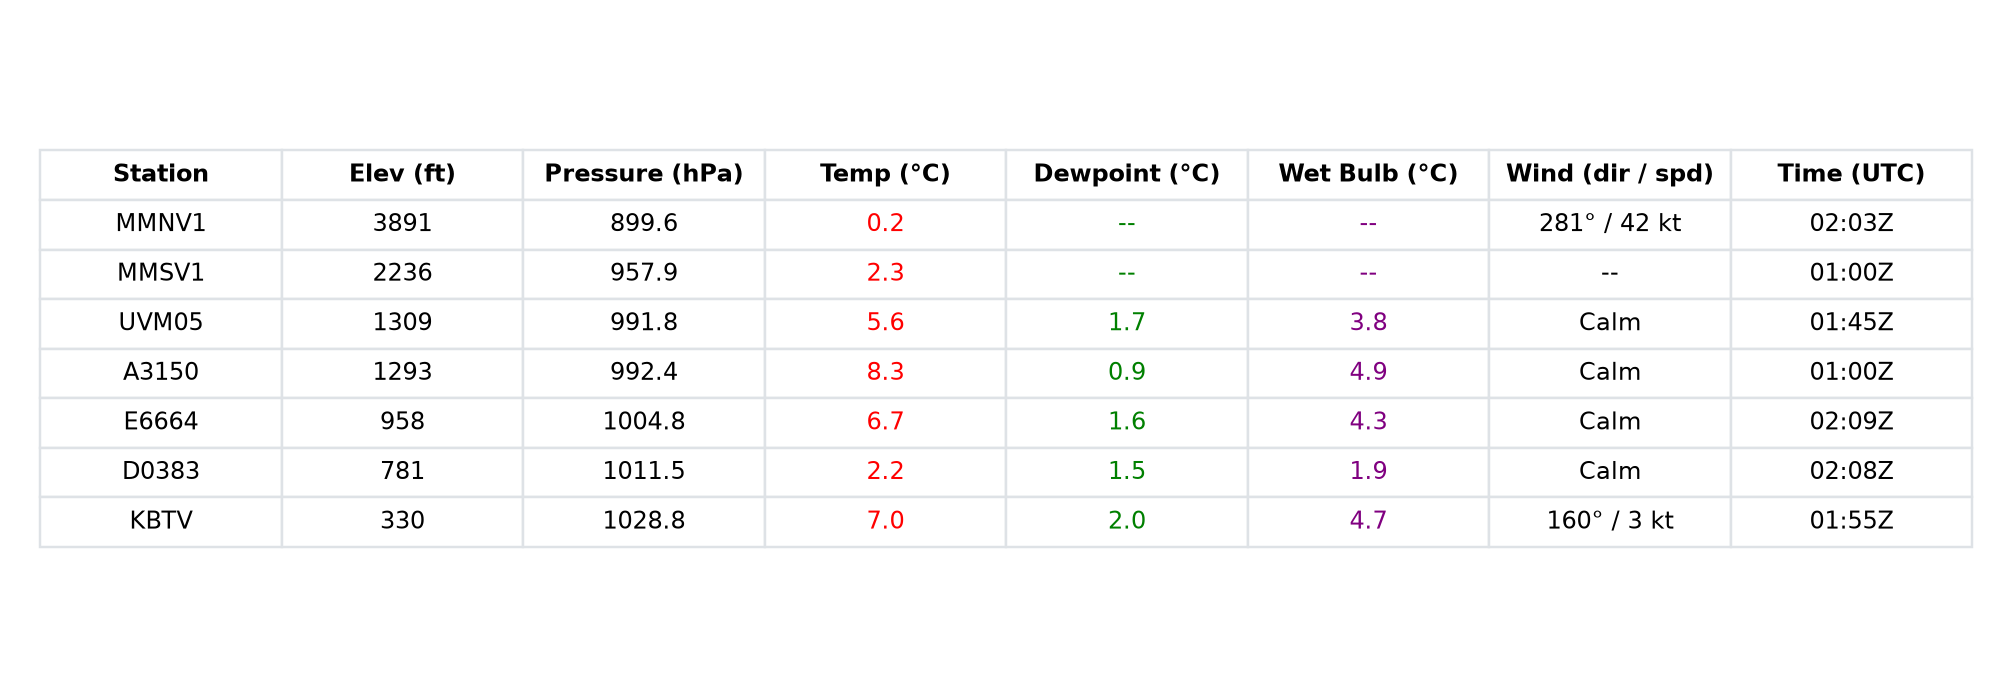 Station Elev (ft) Pressure (hPa) Temp (°C) Dewpoint (°C) Wet Bulb (°C) Wind (dir / spd) Time (UTC)
MMNV1 3891 899.6 0.2 -- -- 281° / 42 kt 02:03Z
MMSV1 2236 957.9 2.3 -- -- -- 01:00Z
UVM05 1309 991.8 5.6 1.7 3.8 Calm 01:45Z
A3150 1293 992.4 8.3 0.9 4.9 Calm 01:00Z
E6664 958 1004.8 6.7 1.6 4.3 Calm 02:09Z
D0383 781 1011.5 2.2 1.5 1.9 Calm 02:08Z
KBTV 330 1028.8 7.0 2.0 4.7 160° / 3 kt 01:55Z